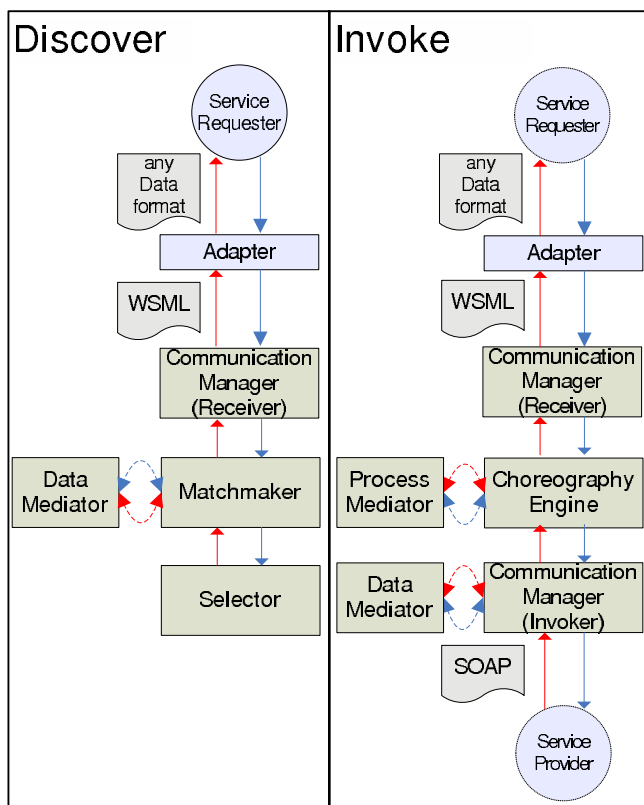 Discover
Service
Requester
any
Data
format
Adapter
WSML
Communication
Manager
(Receiver)
Data
Mediator
Matchmaker
Selector
Invoke
Service
Requester
any
Data
format
Adapter
WSML
Communication
Manager
(Receiver)
Process
Mediator
Choreography
Engine
Data
Mediator
Communication
Manager
(Invoker)
SOAP
Service
Provider